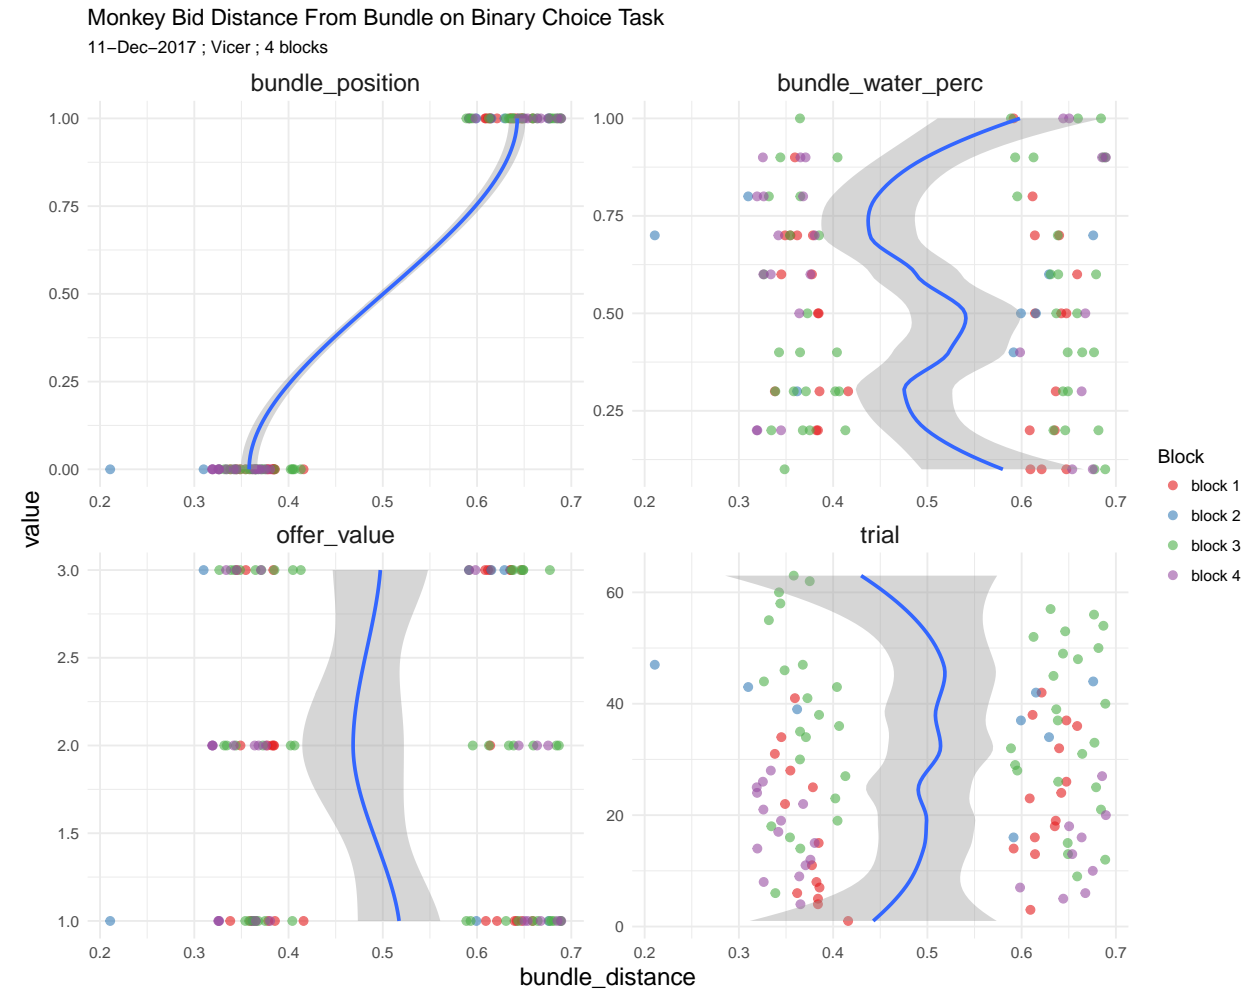 Monkey Bid Distance From Bundle on Binary Choice Task
11−Dec−2017 ; Vicer ; 4 blocks
bundle_position
bundle_water_perc
1.00
0.75
0.50
0.25
0.00
0.2 0.3 0.4 0.5 0.6 0.7
1.00
0.75
0.50
0.25
0.2 0.3 0.4 0.5 0.6 0.7
value
offer_value
trial
3.0
2.5
2.0
1.5
1.0
0.2 0.3 0.4 0.5 0.6 0.7
60
40
20
0
0.2 0.3 0.4 0.5 0.6 0.7
bundle_distance
Block
block 1
block 2
block 3
block 4